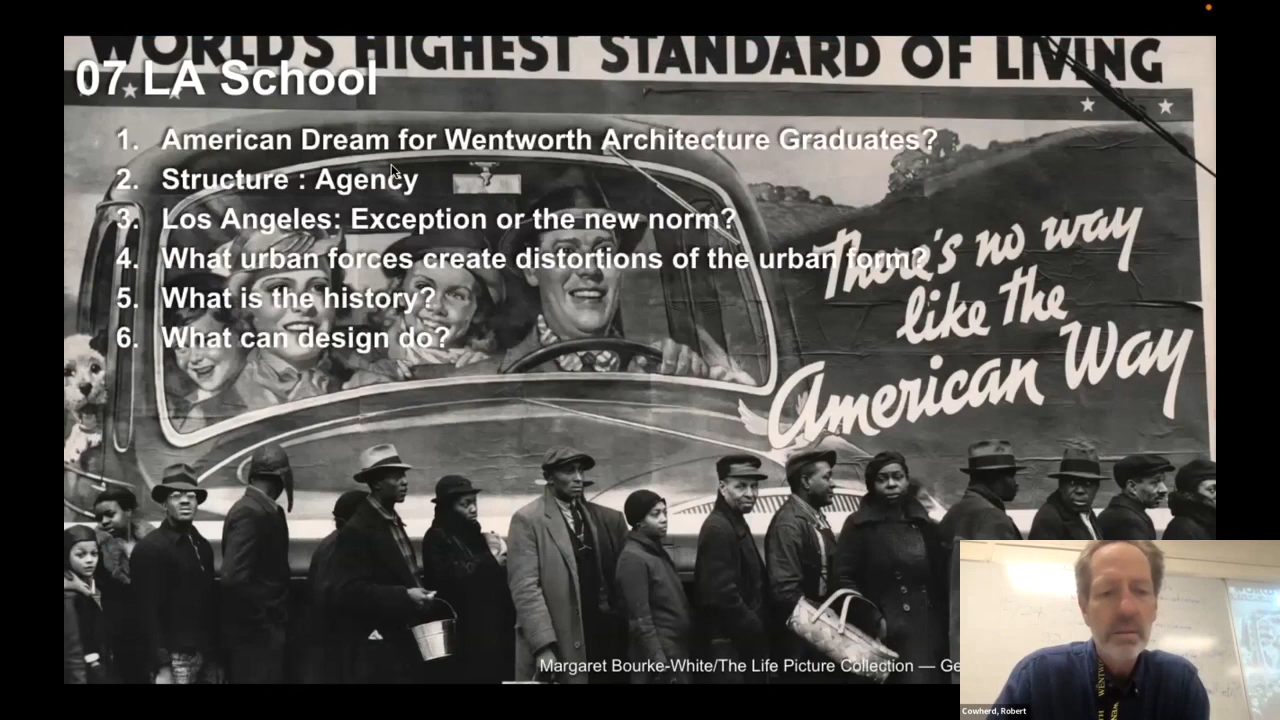 WORLD'S HIGHEST STANDARD OF LIVING
07 LA School
1. American Dream for Wentworth Architecture Graduates?
2. Structure : Agency
3. Los Angeles: Exception or the new norm?
4. What urban forces create distortions of the urban form?
5. What is the history?
6. What can design do?
There's no way
like the
American Way
Margaret Bourke-White/The Life Picture Collection —
WENTWO
Cowherd, Robert